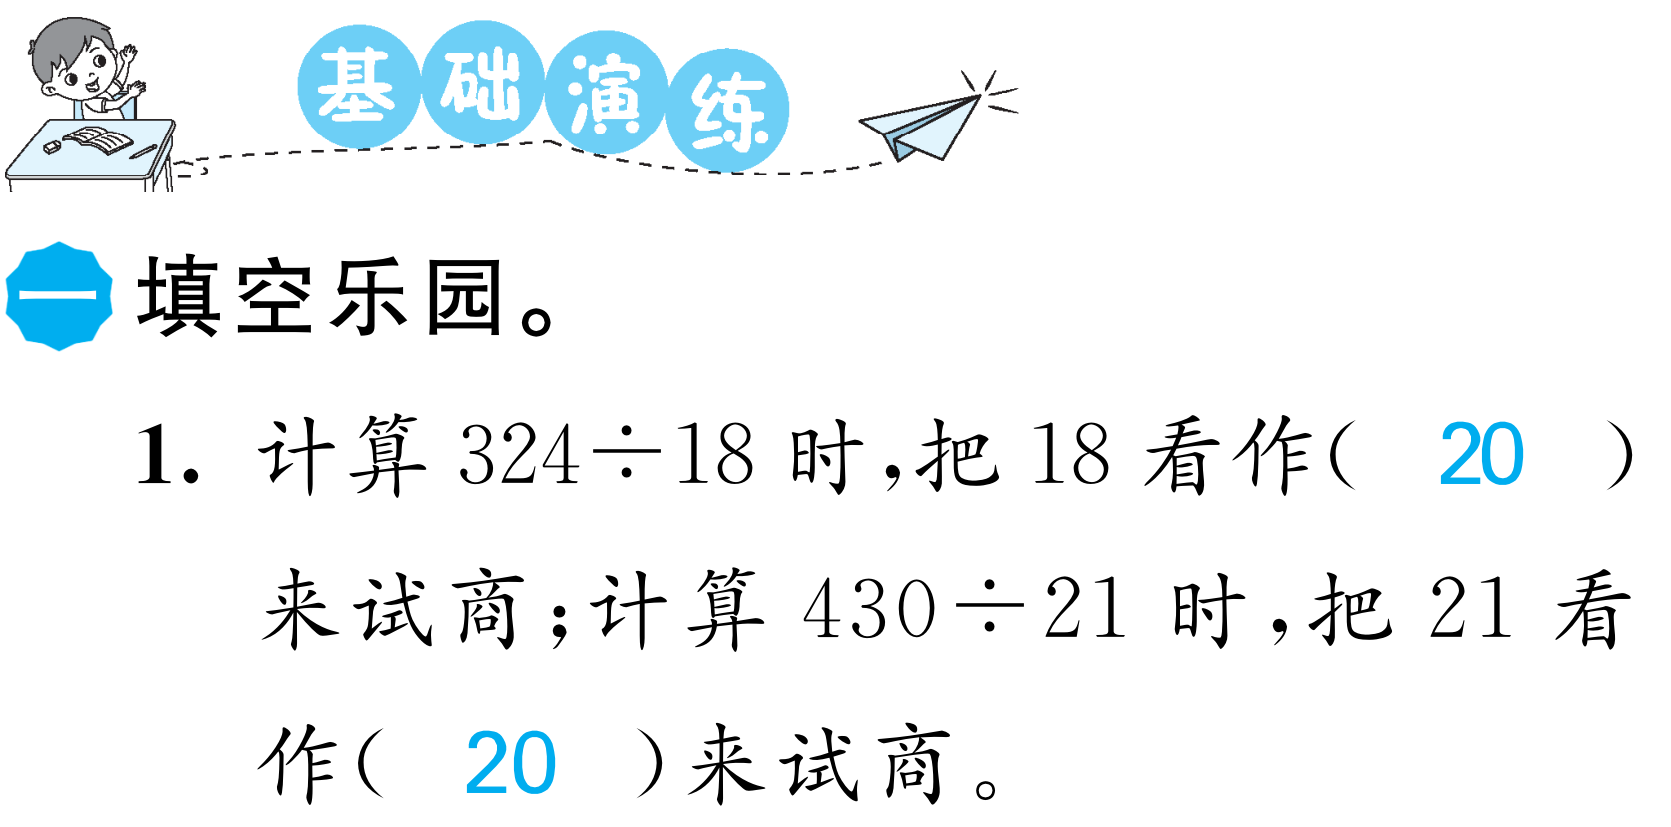 基础演练
一 填空乐园。
1. 计算 324÷18 时,把 18 看作( 20 )
来试商;计算 430÷21 时,把 21 看
作( 20 )来试商。